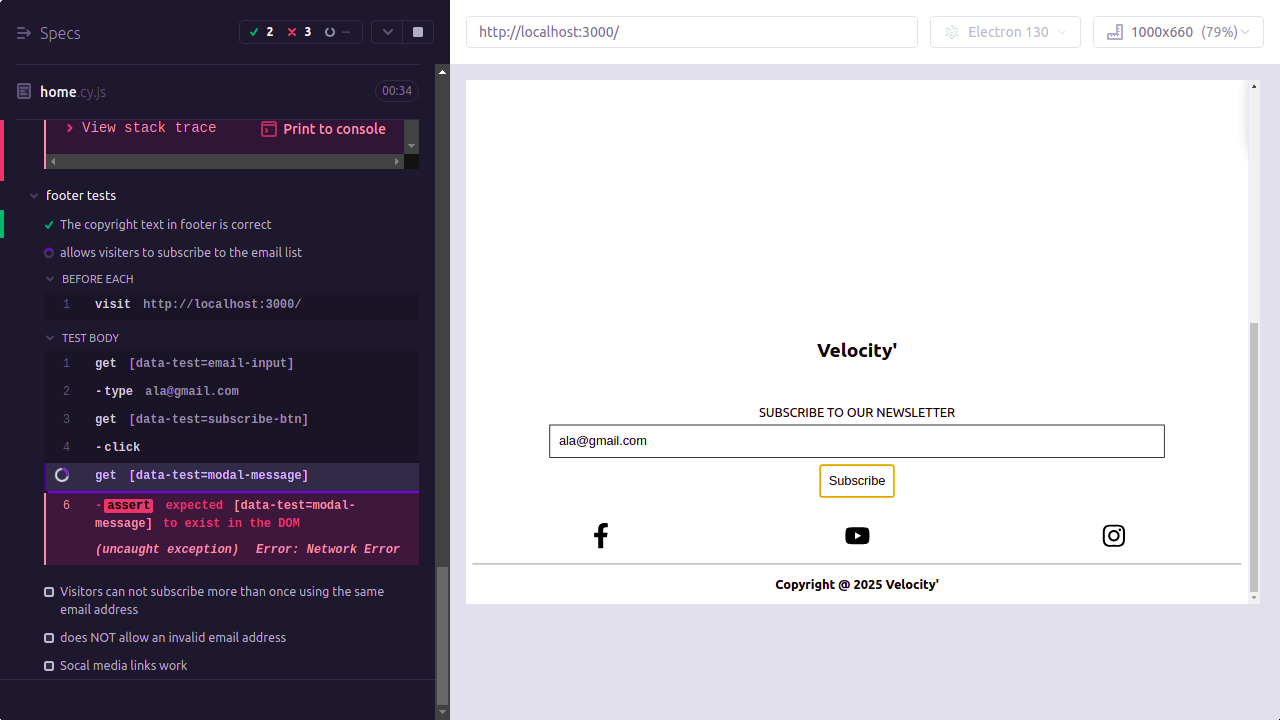 Specs
2
3
--
http://localhost:3000/
Electron 130
1000x660 (79%)
home.cy.js
00:34
View stack trace
Print to console
footer tests
The copyright text in footer is correct
allows visiters to subscribe to the email list
BEFORE EACH
1 visit http://localhost:3000/
TEST BODY
1 get [data-test=email-input]
2 -type ala@gmail.com
3 get [data-test=subscribe-btn]
4 -click
get [data-test=modal-message]
6 -assert expected [data-test=modal-
message] to exist in the DOM
(uncaught exception) Error: Network Error
Visitors can not subscribe more than once using the same
email address
does NOT allow an invalid email address
Socal media links work
Velocity'
SUBSCRIBE TO OUR NEWSLETTER
ala@gmail.com
Subscribe
Copyright @ 2025 Velocity'